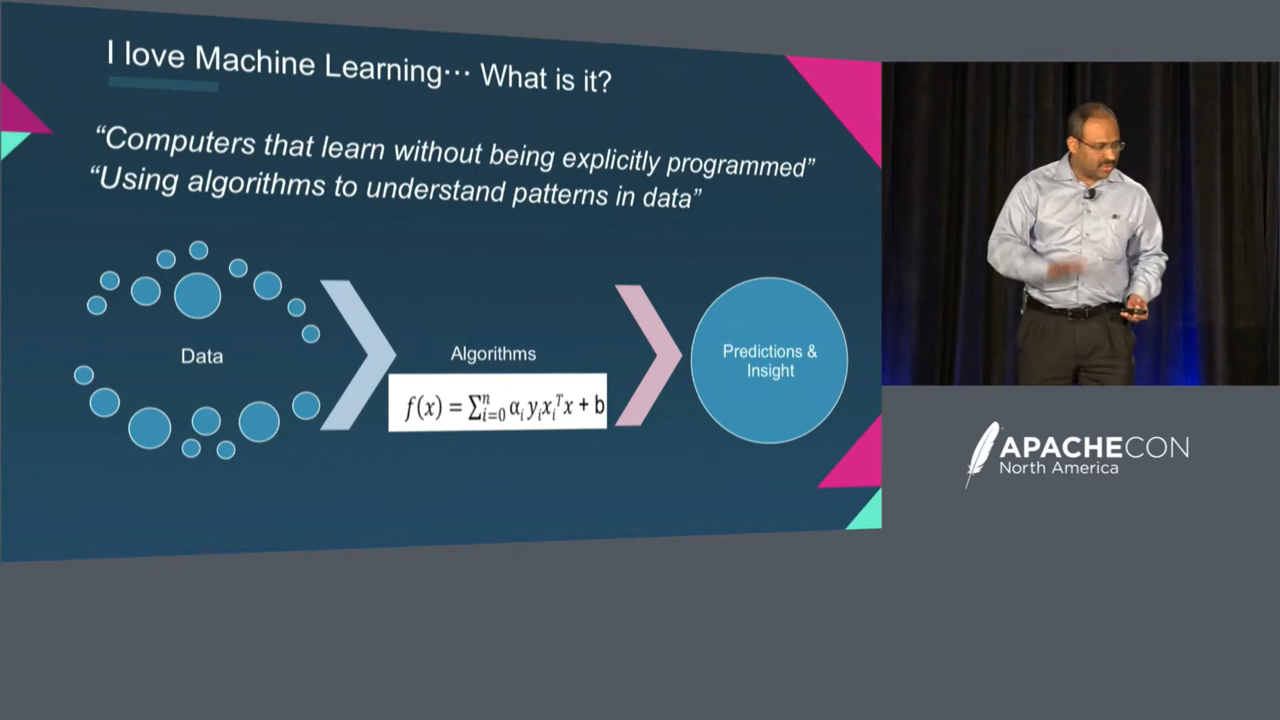 I love Machine Learning… What is it?
“Computers that learn without being explicitly programmed”
“Using algorithms to understand patterns in data”
Data
Algorithms
f(x) = ∑ⁿᵢ₌₀ αᵢ yᵢ xᵢᵀ x + b
Predictions &
Insight
APACHECON
North America